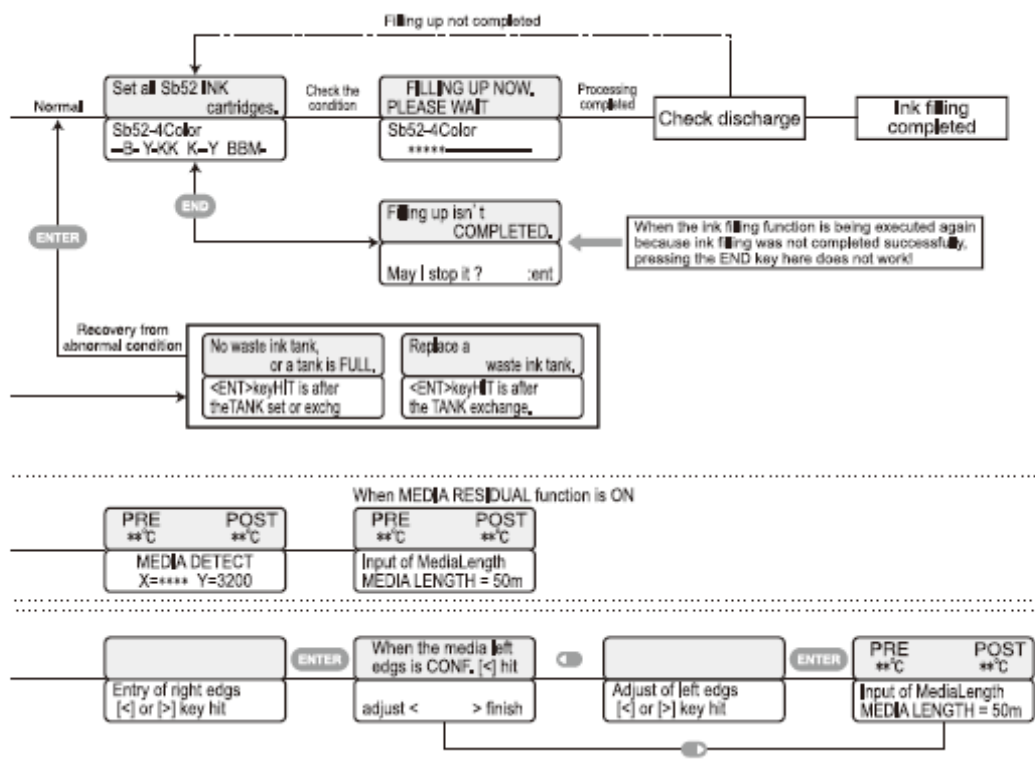 Filling up not completed
Normal
Set all Sb52 INK
cartridges.
Sb52-4Color
–B- Y-KK K–Y BBM-
Check the
condition
FILLING UP NOW.
PLEASE WAIT
Sb52-4Color
*****
Processing
completed
Check discharge
Ink filling
completed
END
ENTER
Filling up isn't
COMPLETED.
May I stop it ? :ent
When the ink filling function is being executed again
because ink filling was not completed successfully,
pressing the END key here does not work!
Recovery from
abnormal condition
No waste ink tank,
or a tank is FULL.
<ENT>keyHIT is after
theTANK set or exchg
Replace a
waste ink tank.
<ENT>keyHIT is after
the TANK exchange.
When MEDIA RESIDUAL function is ON
PRE POST
**°C **°C
MEDIA DETECT
X=**** Y=3200
PRE POST
**°C **°C
Input of MediaLength
MEDIA LENGTH = 50m
Entry of right edgs
[<] or [>] key hit
ENTER
When the media left
edgs is CONF. [<] hit
adjust < > finish
Adjust of left edgs
[<] or [>] key hit
ENTER
PRE POST
**°C **°C
Input of MediaLength
MEDIA LENGTH = 50m